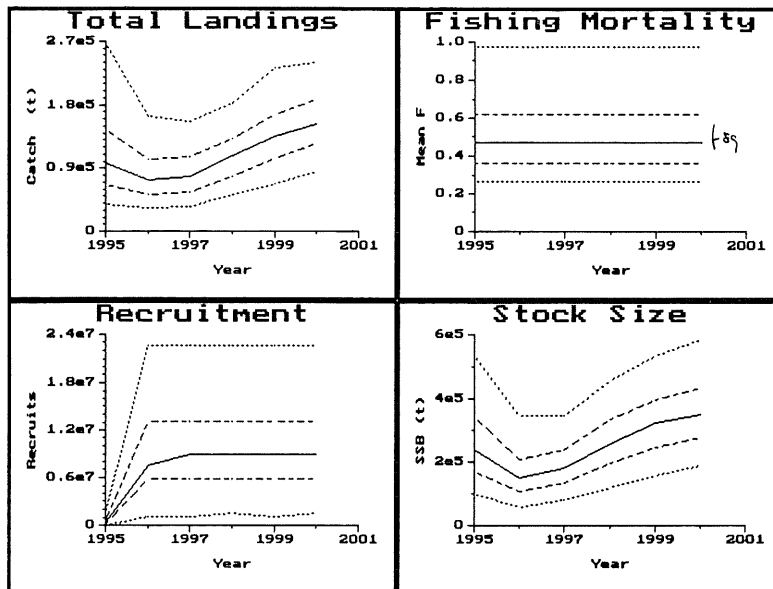 Total Landings
2.7e5
1.8e5
0.9e5
0
Catch (t)
1995 1997 1999 2001
Year
Fishing Mortality
1.0
0.8
0.6
0.4
0.2
0
Mean F
1995 1997 1999 2001
Year
Recruitment
2.4e7
1.8e7
1.2e7
0.6e7
0
Recruits
1995 1997 1999 2001
Year
Stock Size
6e5
4e5
2e5
0
SSB (t)
1995 1997 1999 2001
Year